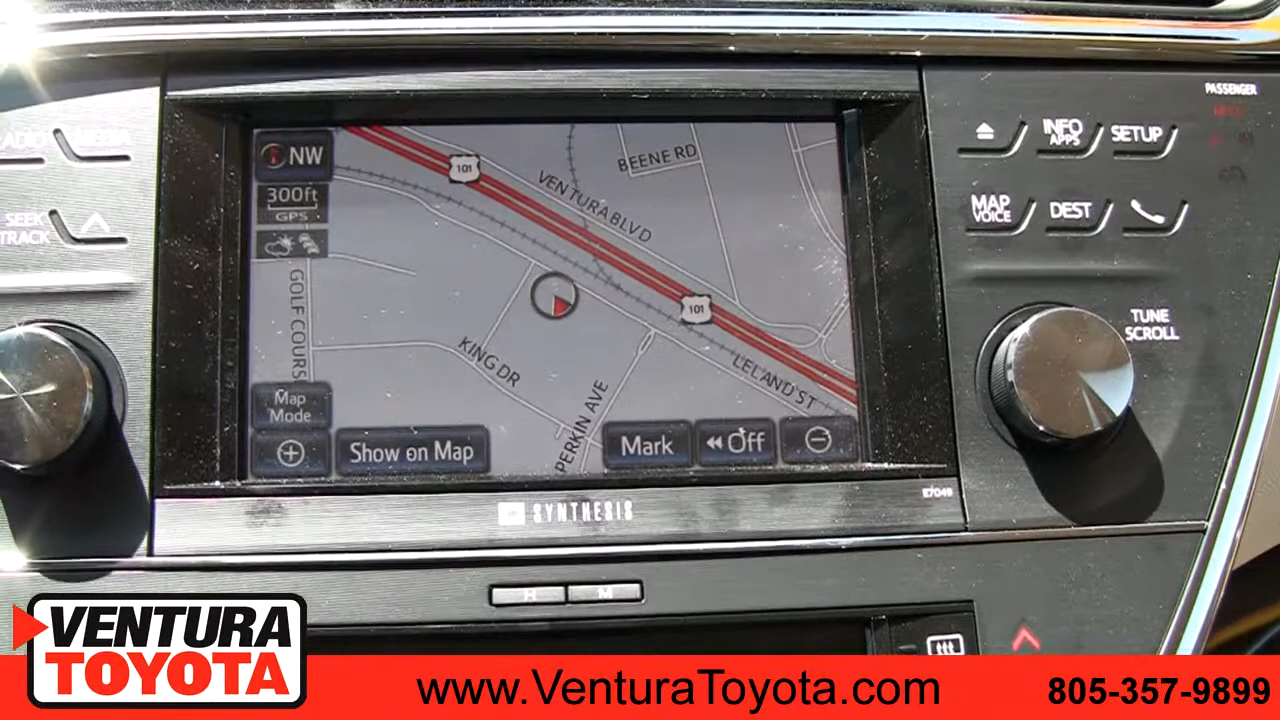 PASSENGER
SEEK
TRACK
NW
300ft
GPS
101
BEENE RD
VENTURA BLVD
101
GOLF COURS
KING DR
PERKIN AVE
LELAND ST
Map
Mode
Show on Map
Mark
Off
INFO
APPS
SETUP
MAP
VOICE
DEST
TUNE
SCROLL
E7049
SYNTHESIS
H
M
VENTURA
TOYOTA
www.VenturaToyota.com
805-357-9899